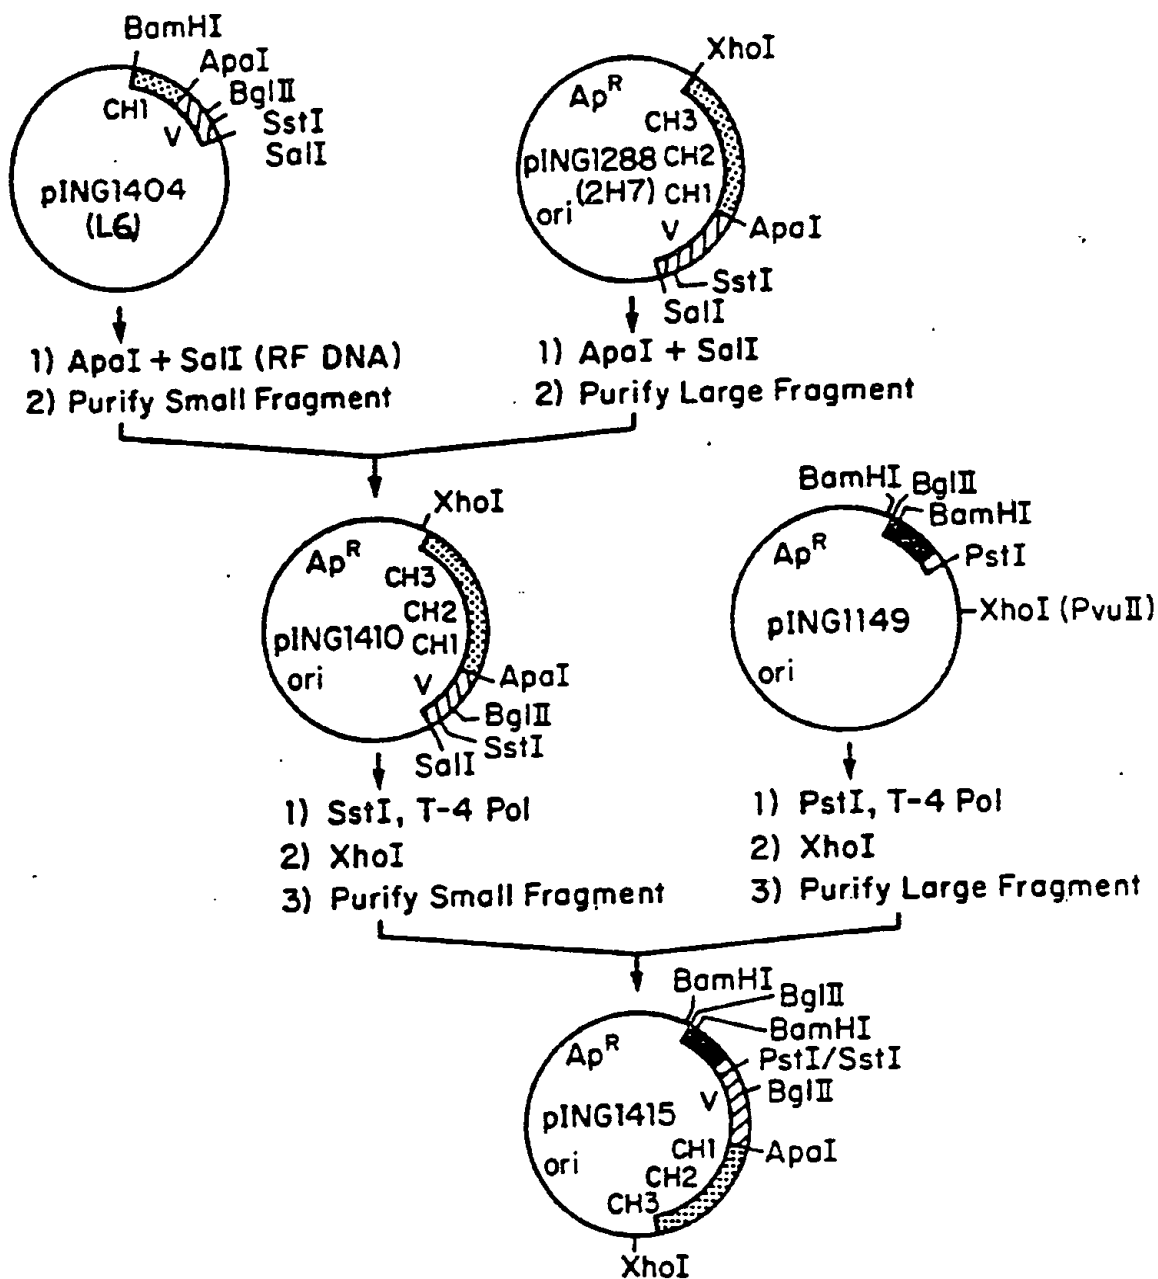 BamHI
ApaI
BglII
SstI
SalI
CH1
V
pING1404
(L6)
XhoI
Ap^R
CH3
pING1288 CH2
(2H7) CH1
ori
V
ApaI
SstI
SalI
1) ApaI + SalI (RF DNA)
2) Purify Small Fragment
1) ApaI + SalI
2) Purify Large Fragment
XhoI
Ap^R
CH3
CH2
pING1410 CH1
ori
V
ApaI
BglII
SstI
SalI
BamHI BglII
BamHI
Ap^R
PstI
XhoI (PvuII)
pING1149
ori
1) SstI, T-4 Pol
2) XhoI
3) Purify Small Fragment
1) PstI, T-4 Pol
2) XhoI
3) Purify Large Fragment
BamHI
BglII
BamHI
Ap^R
PstI/SstI
BglII
V
pING1415
CH1
ApaI
ori
CH2
CH3
XhoI